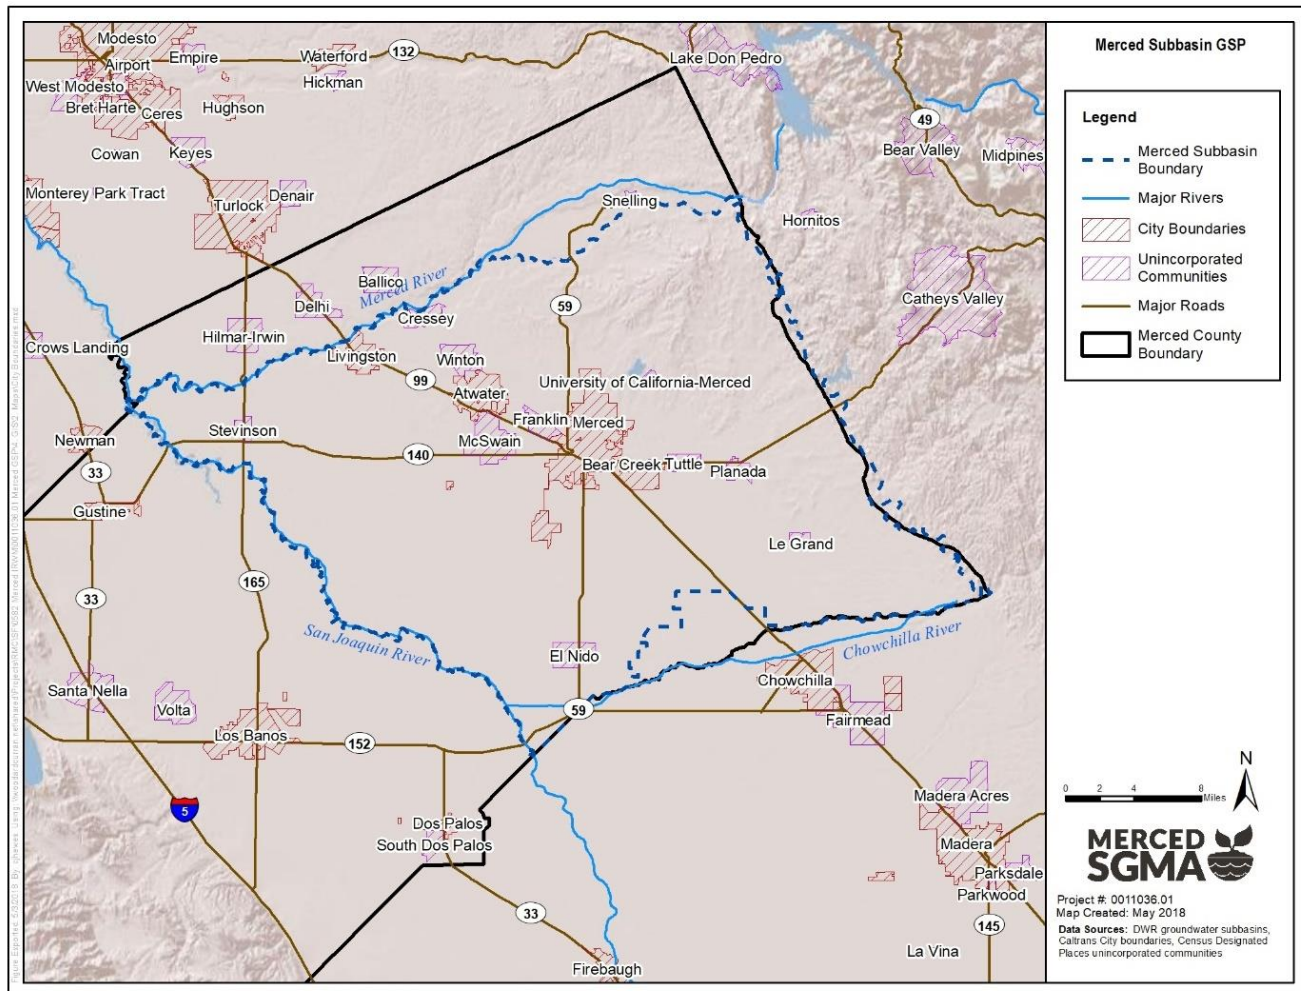 Modesto
Airport
Empire
Waterford
132
Hickman
Lake Don Pedro
West Modesto
Bret Harte
Ceres
Hughson
49
Bear Valley
Midpines
Cowan
Keyes
Monterey Park Tract
Denair
Turlock
Snelling
Hornitos
Merced River
Ballico
Delhi
Cressey
59
Catheys Valley
Hilmar-Irwin
Crows Landing
Livingston
Winton
99
Atwater
University of California-Merced
Franklin
Merced
McSwain
Stevinson
Newman
33
140
Bear Creek
Tuttle
Planada
Gustine
Le Grand
165
33
San Joaquin River
Chowchilla River
El Nido
Santa Nella
Volta
Chowchilla
59
Fairmead
Los Banos
152
5
Madera Acres
Dos Palos
South Dos Palos
Madera
Parksdale
Parkwood
33
145
La Vina
Firebaugh
Merced Subbasin GSP
Legend
Merced Subbasin
Boundary
Major Rivers
City Boundaries
Unincorporated
Communities
Major Roads
Merced County
Boundary
N
0 2 4 8
Miles
MERCED
SGMA
Project #: 0011036.01
Map Created: May 2018
Data Sources: DWR groundwater subbasins,
Caltrans City boundaries, Census Designated
Places unincorporated communities